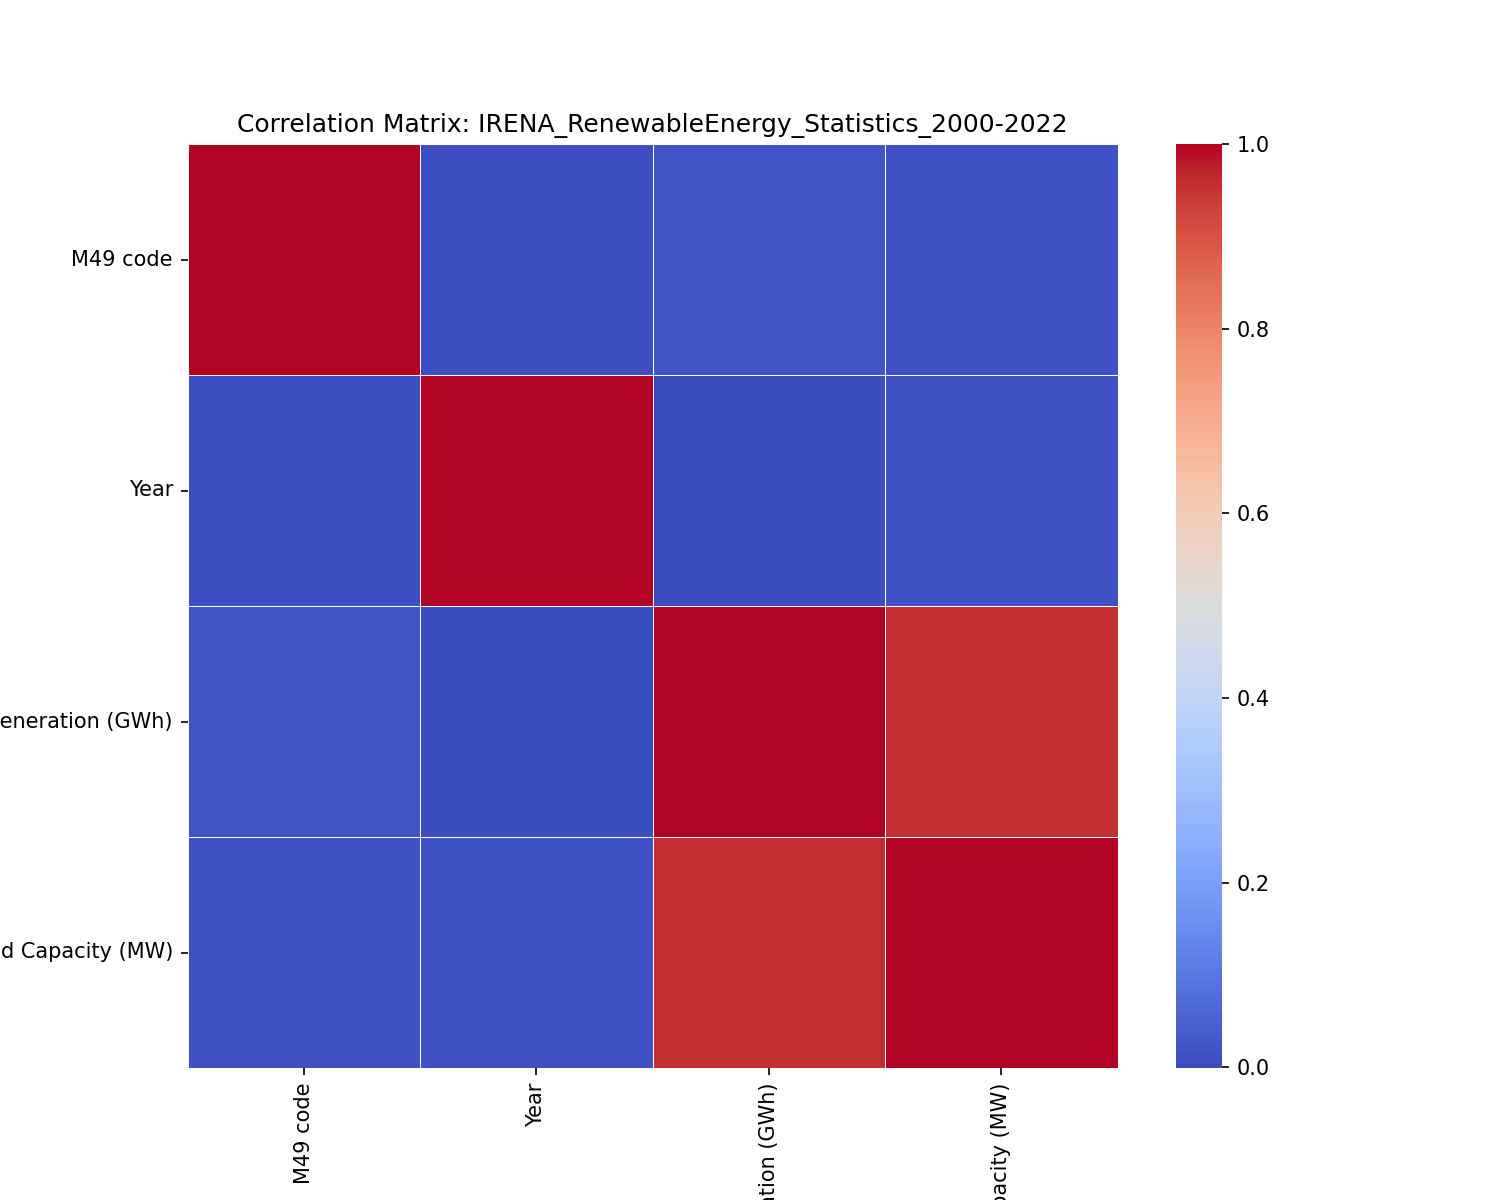 Correlation Matrix: IRENA_RenewableEnergy_Statistics_2000-2022
M49 code
Year
eneration (GWh)
d Capacity (MW)
M49 code
Year
ation (GWh)
pacity (MW)
1.0
0.8
0.6
0.4
0.2
0.0